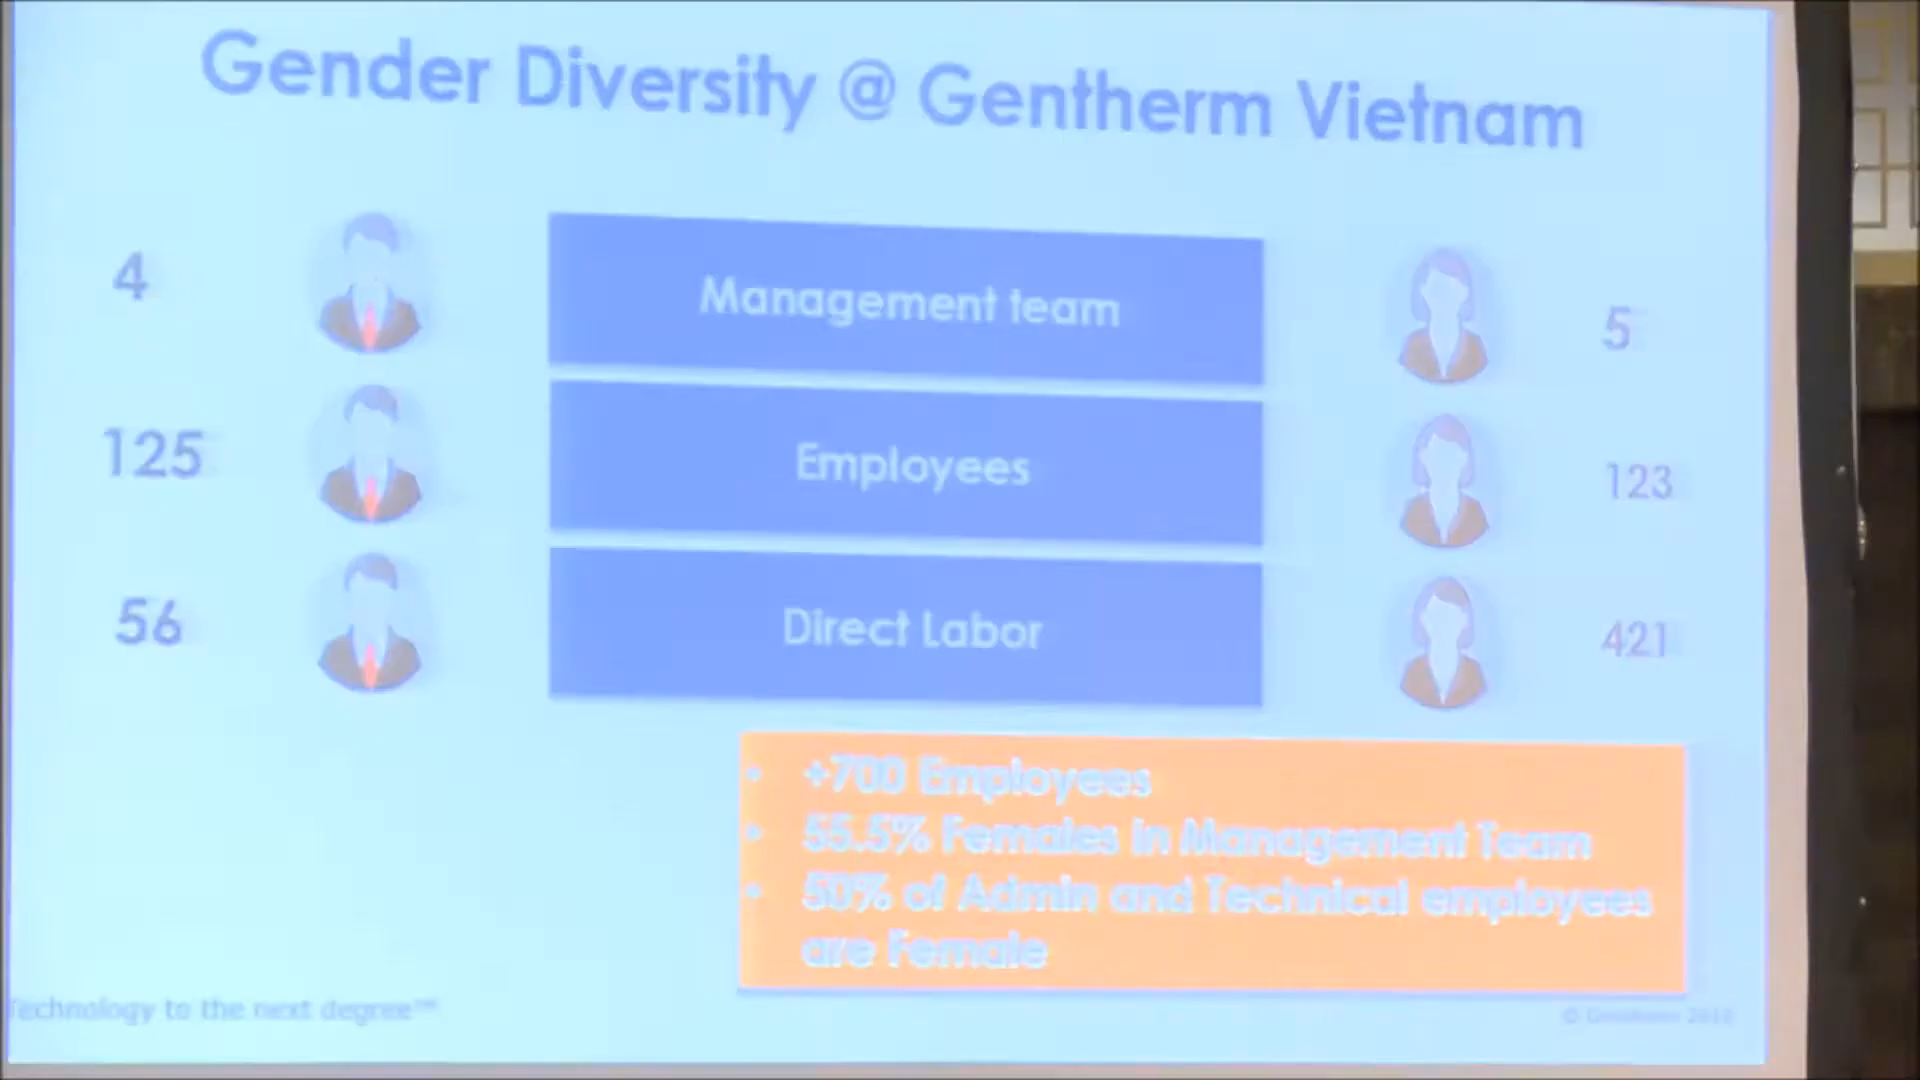 Gender Diversity @ Gentherm Vietnam
4
Management team
5
125
Employees
123
56
Direct Labor
421
• +700 Employees
• 55.5% Females in Management Team
• 50% of Admin and Technical employees
are Female
Technology to the next degree™
© Gentherm